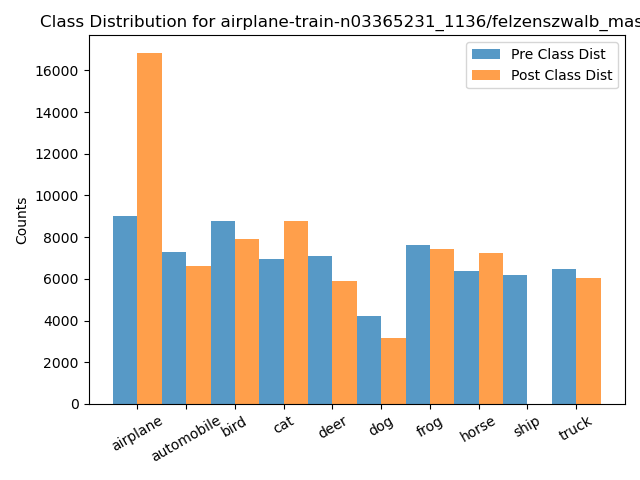 Class Distribution for airplane-train-n03365231_1136/felzenszwalb_mas
Pre Class Dist
Post Class Dist
Counts
16000
14000
12000
10000
8000
6000
4000
2000
0
airplane
automobile
bird
cat
deer
dog
frog
horse
ship
truck